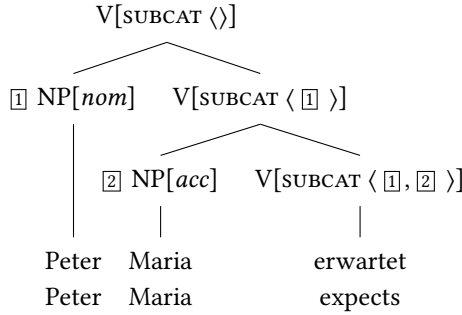 V[SUBCAT ⟨⟩]
[1] NP[nom] V[SUBCAT ⟨ [1] ⟩]
[2] NP[acc] V[SUBCAT ⟨ [1], [2] ⟩]
Peter Maria erwartet
Peter Maria expects